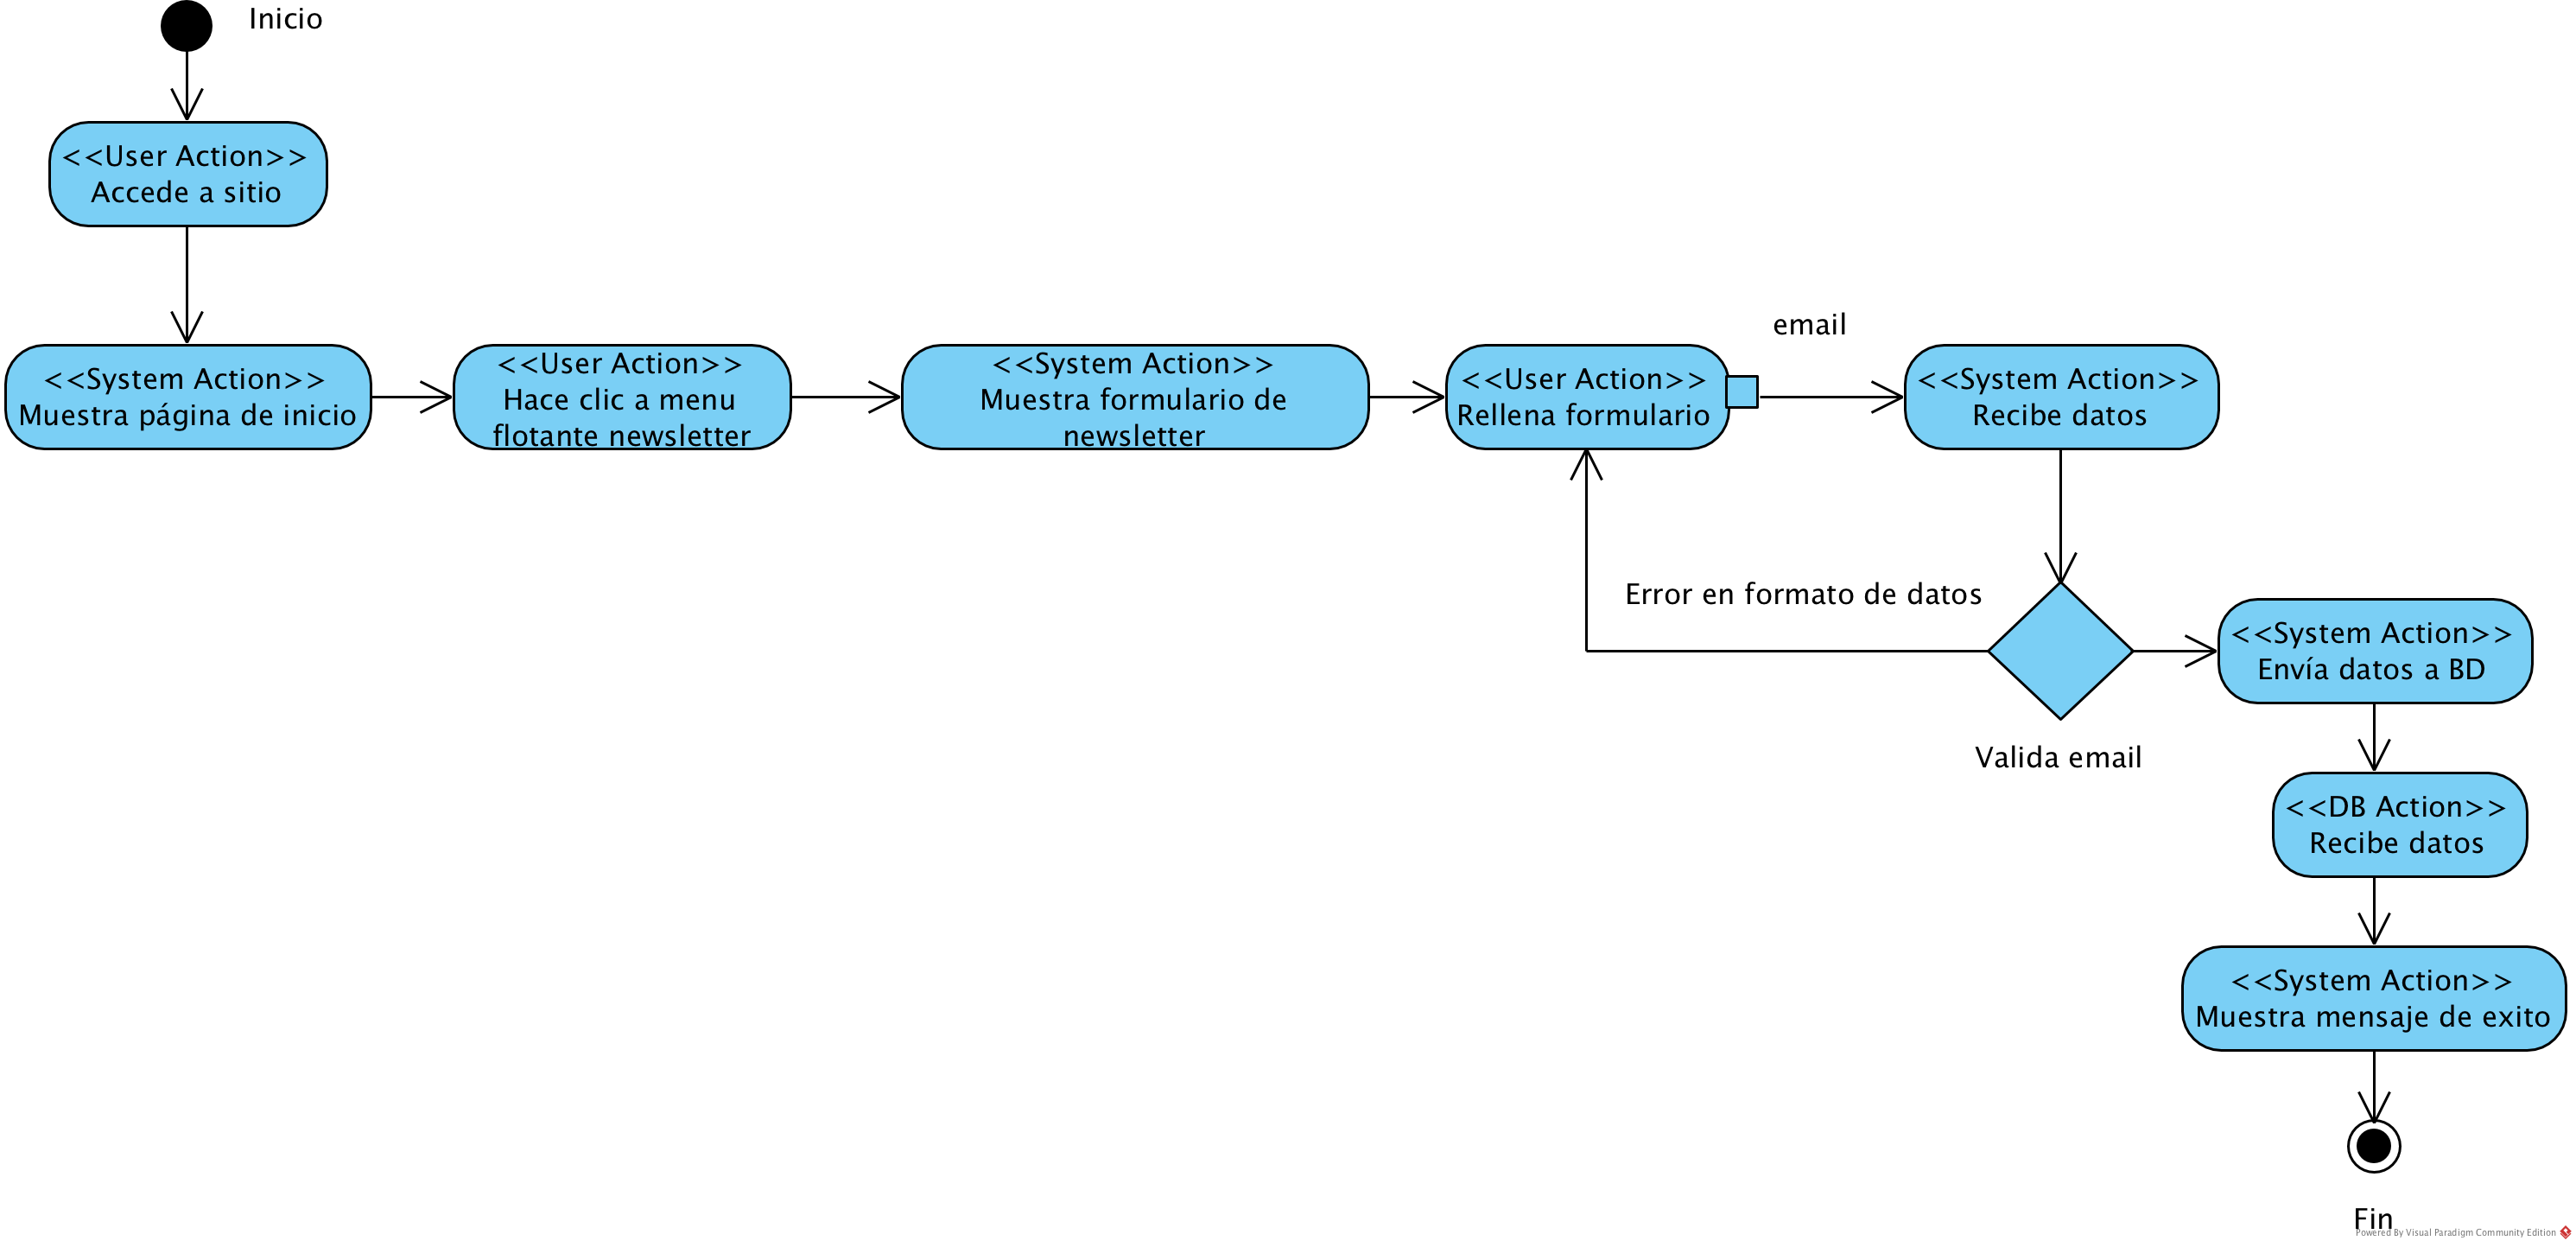 Inicio
<<User Action>>
Accede a sitio
<<System Action>>
Muestra página de inicio
<<User Action>>
Hace clic a menu
flotante newsletter
<<System Action>>
Muestra formulario de
newsletter
<<User Action>>
Rellena formulario
email
<<System Action>>
Recibe datos
Error en formato de datos
Valida email
<<System Action>>
Envía datos a BD
<<DB Action>>
Recibe datos
<<System Action>>
Muestra mensaje de exito
Fin
Powered By Visual Paradigm Community Edition